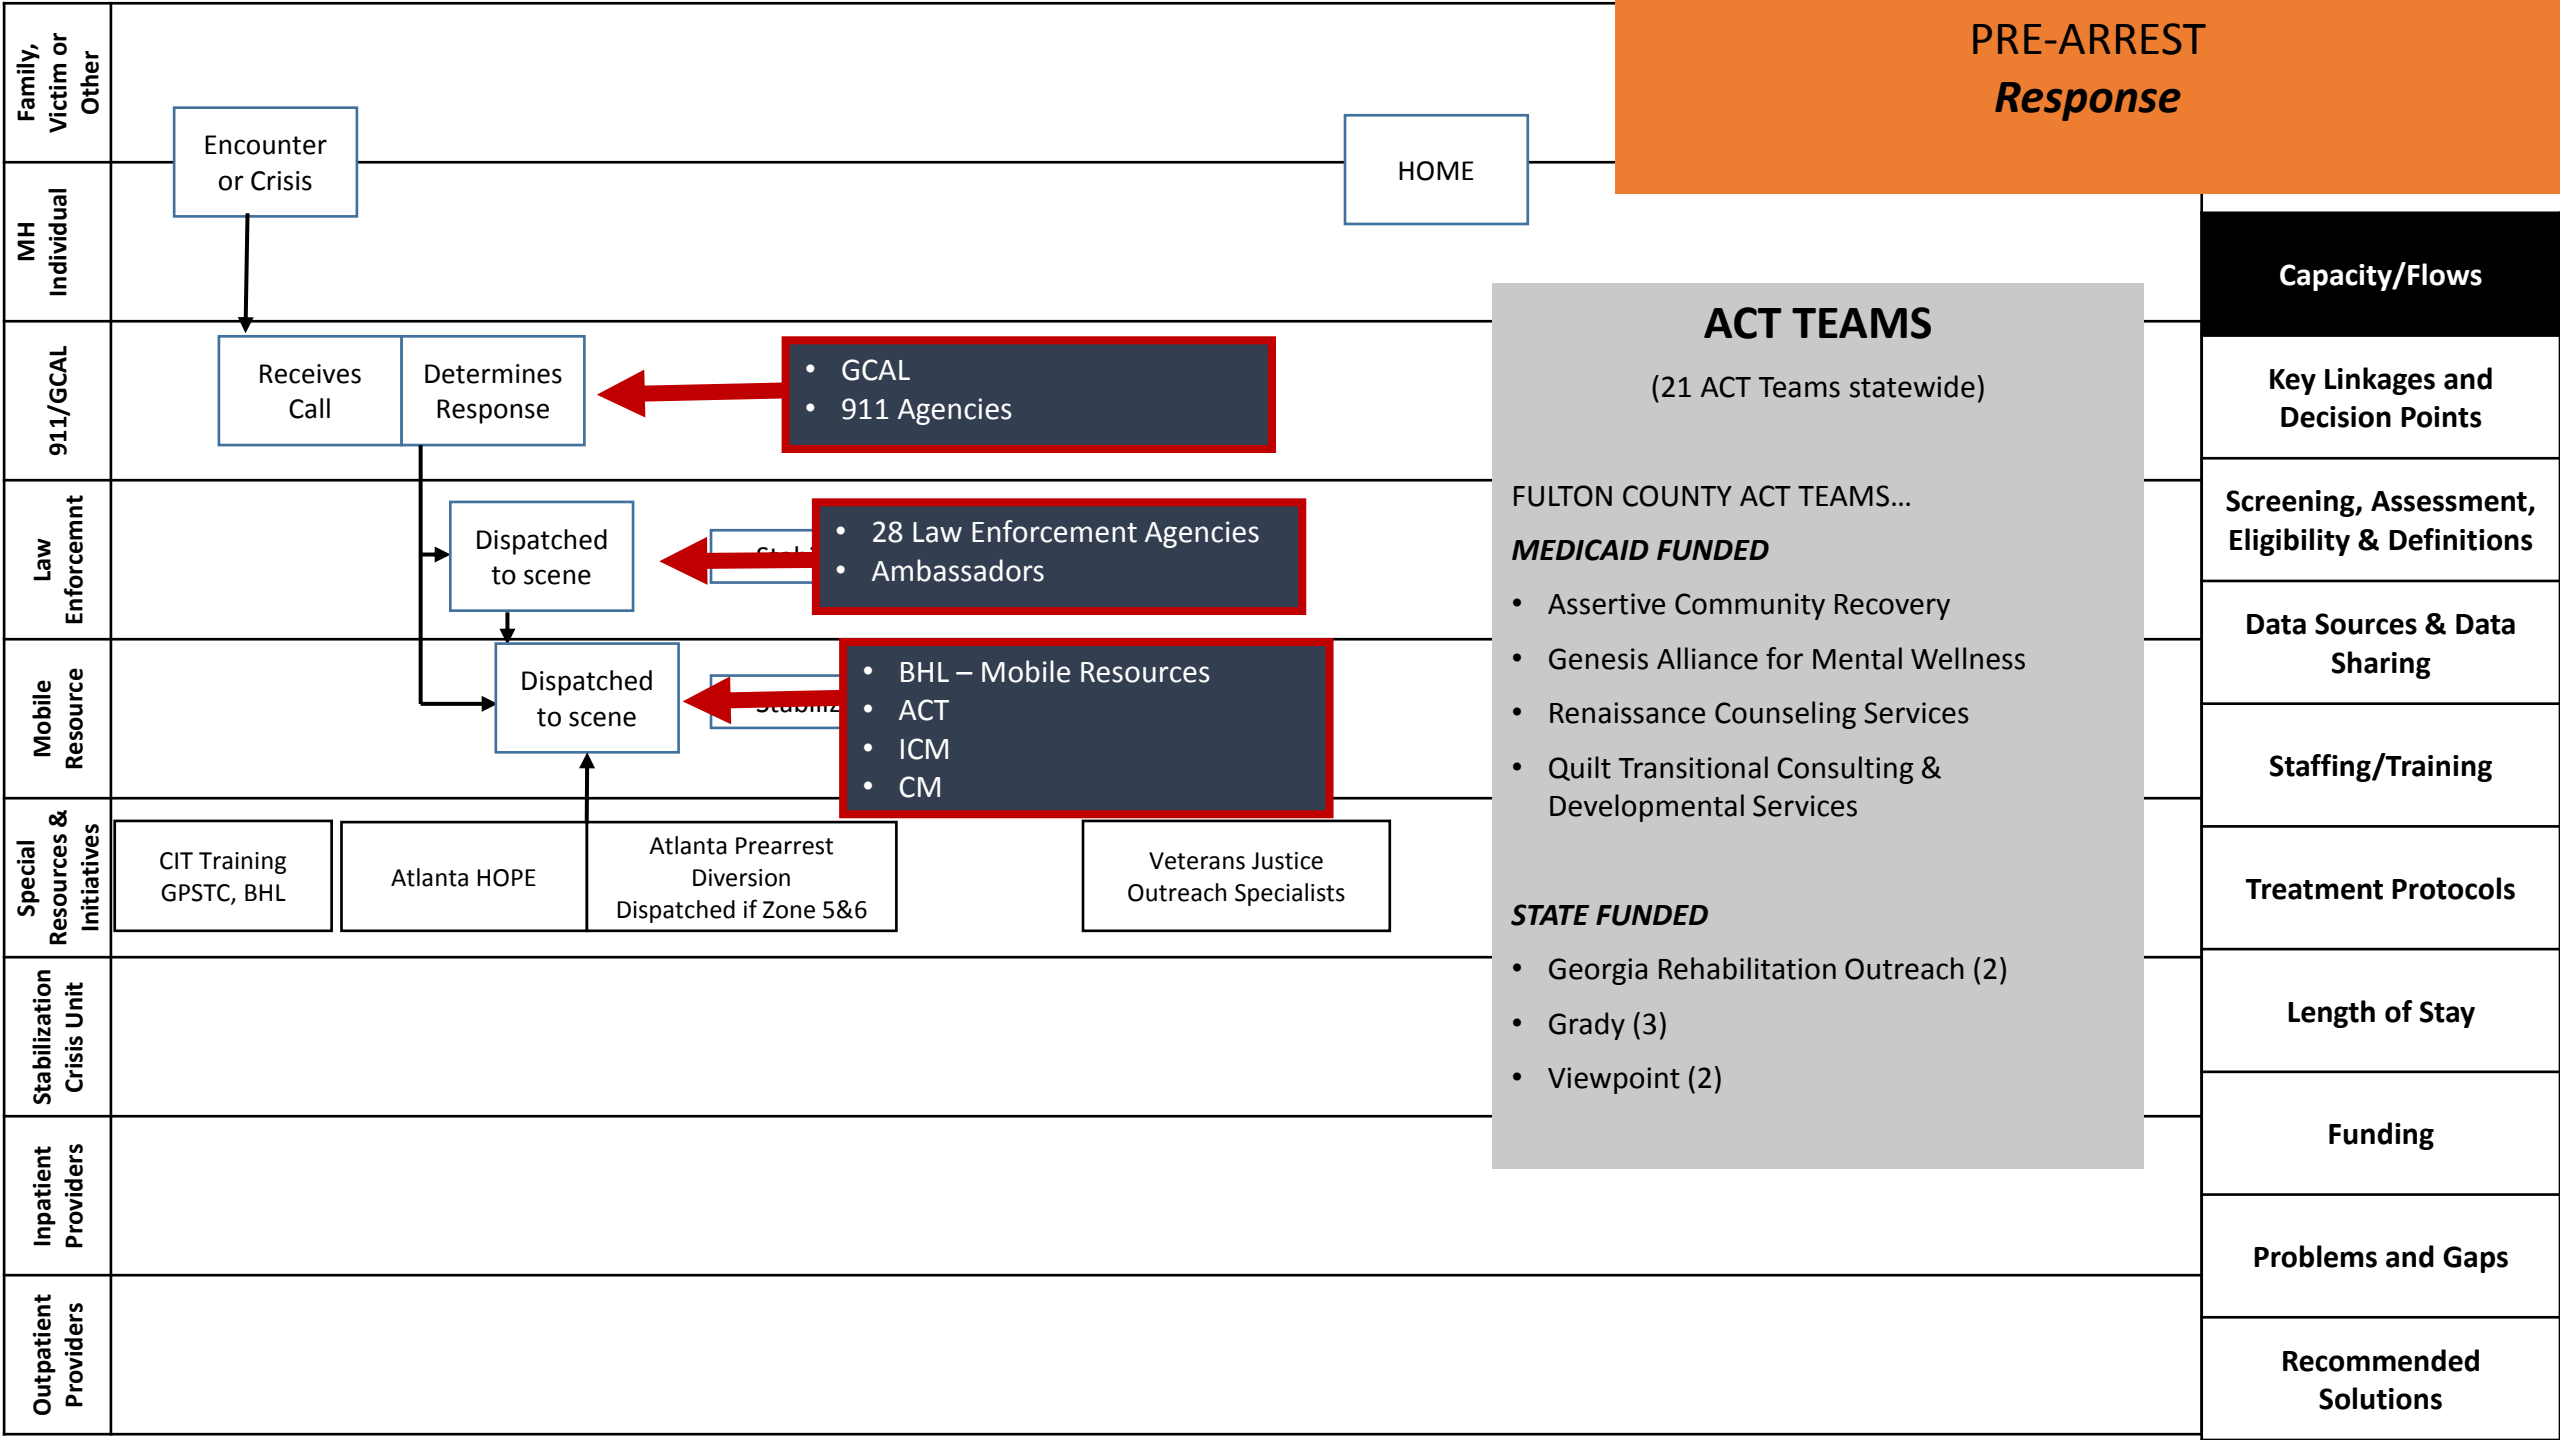 PRE-ARREST
Response
Family,
Victim or
Other
Encounter
or Crisis
HOME
MH
Individual
911/GCAL
Receives
Call
Determines
Response
• GCAL
• 911 Agencies
Law
Enforcemnt
Dispatched
to scene
• 28 Law Enforcement Agencies
• Ambassadors
Mobile
Resource
Dispatched
to scene
• BHL – Mobile Resources
• ACT
• ICM
• CM
Special
Resources &
Initiatives
CIT Training
GPSTC, BHL
Atlanta HOPE
Atlanta Prearrest
Diversion
Dispatched if Zone 5&6
Veterans Justice
Outreach Specialists
Stabilization
Crisis Unit
Inpatient
Providers
Outpatient
Providers
ACT TEAMS
(21 ACT Teams statewide)
FULTON COUNTY ACT TEAMS…
MEDICAID FUNDED
• Assertive Community Recovery
• Genesis Alliance for Mental Wellness
• Renaissance Counseling Services
• Quilt Transitional Consulting &
Developmental Services
STATE FUNDED
• Georgia Rehabilitation Outreach (2)
• Grady (3)
• Viewpoint (2)
Capacity/Flows
Key Linkages and
Decision Points
Screening, Assessment,
Eligibility & Definitions
Data Sources & Data
Sharing
Staffing/Training
Treatment Protocols
Length of Stay
Funding
Problems and Gaps
Recommended
Solutions